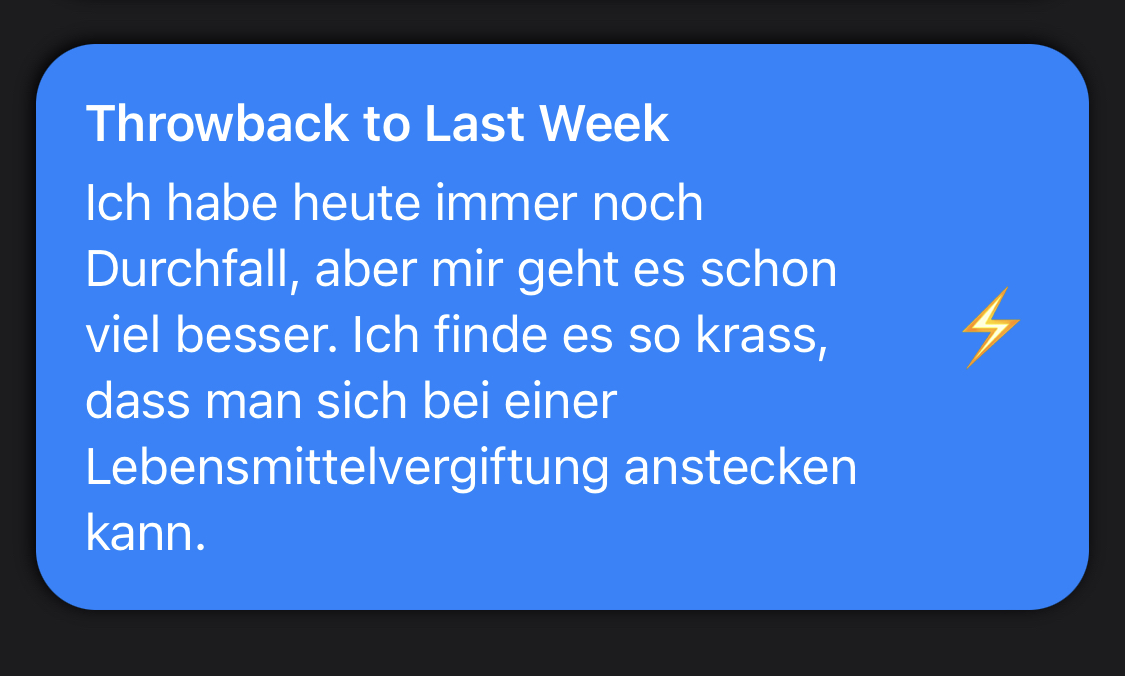 Throwback to Last Week
Ich habe heute immer noch
Durchfall, aber mir geht es schon
viel besser. Ich finde es so krass,
dass man sich bei einer
Lebensmittelvergiftung anstecken
kann.